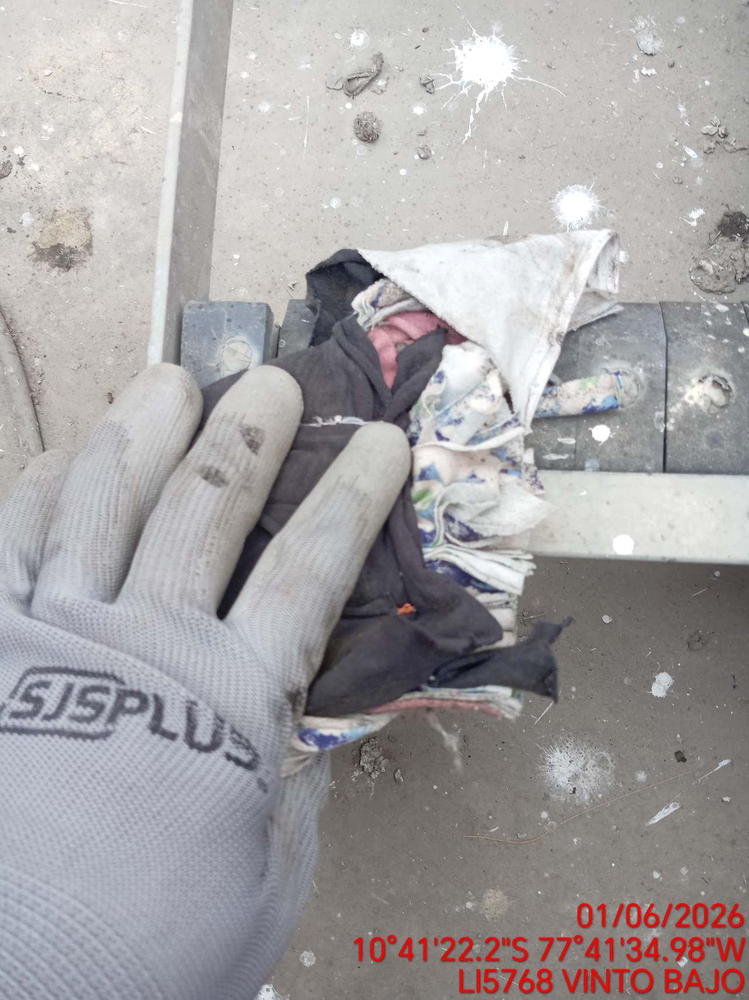 SJSPLUS
01/06/2026
10°41'22.2"S 77°41'34.98"W
LI5768 VINTO BAJO